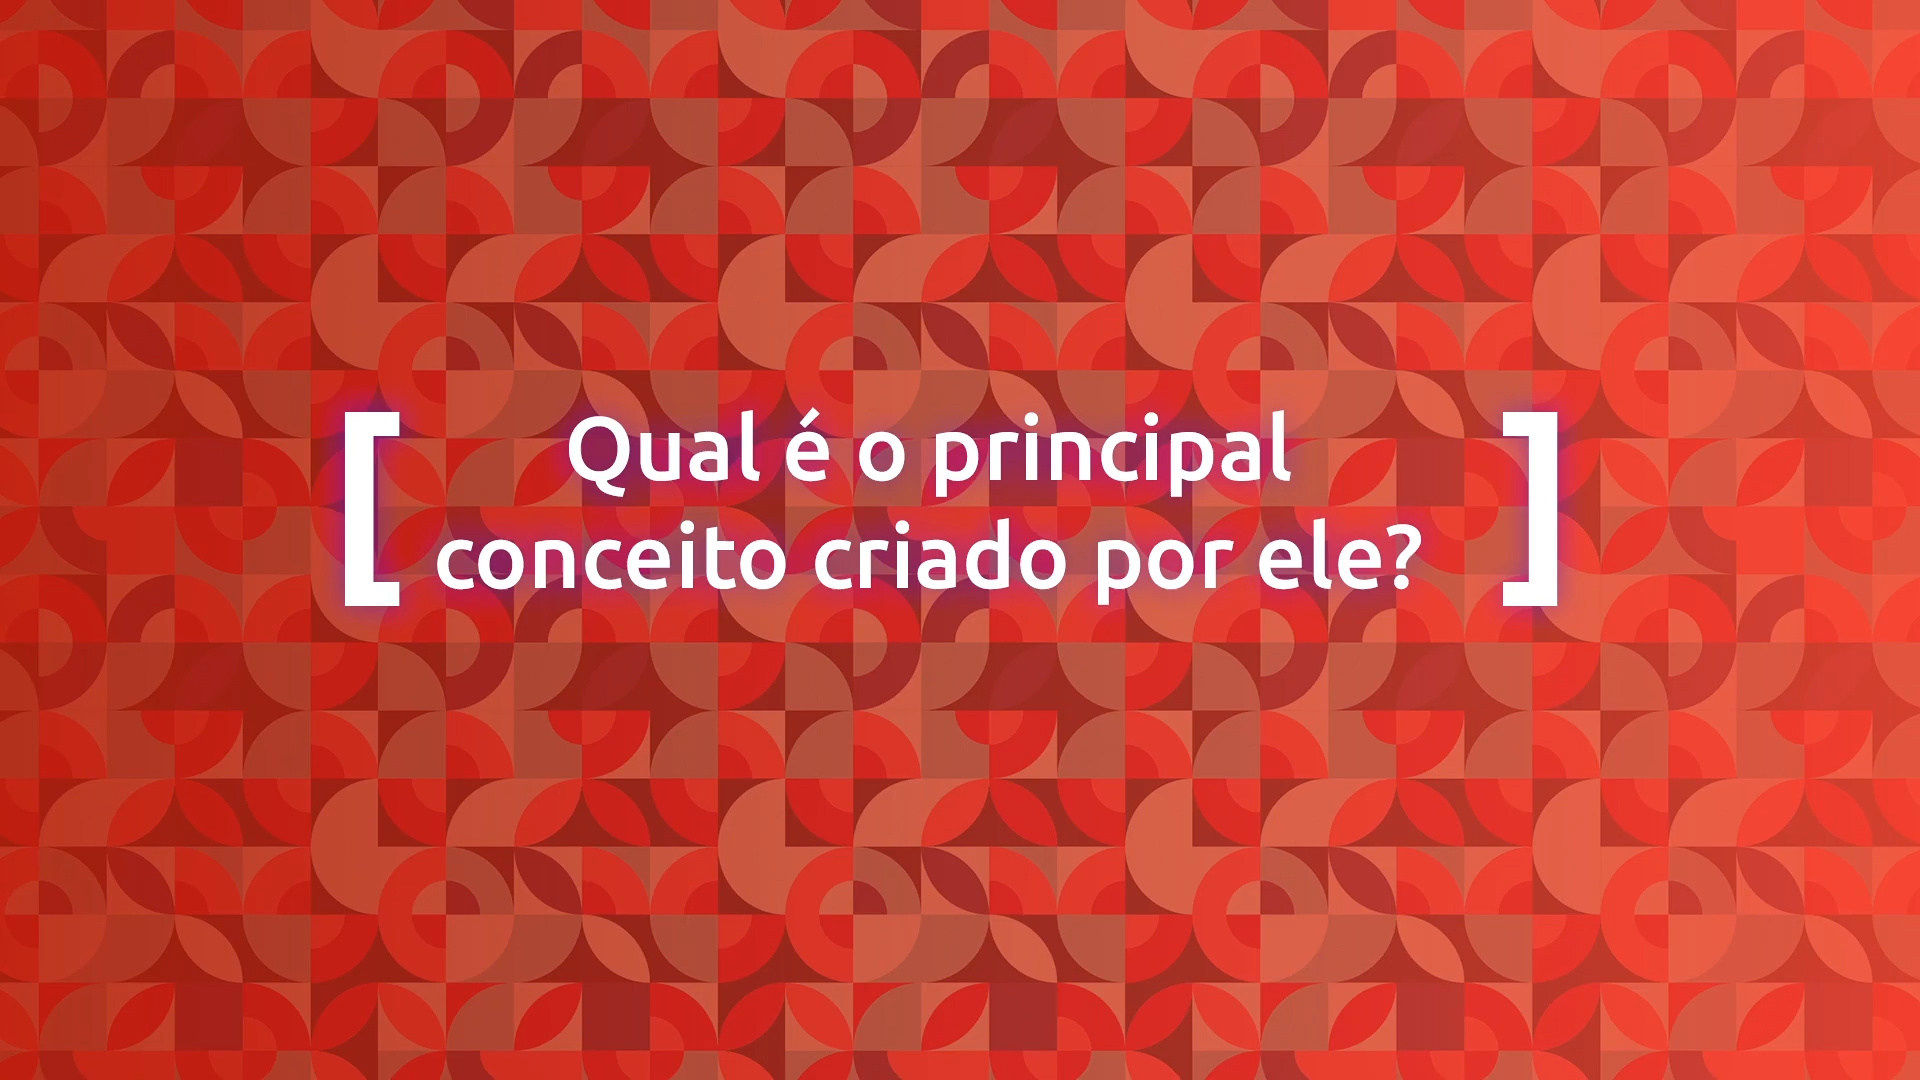 [ Qual é o principal
conceito criado por ele? ]